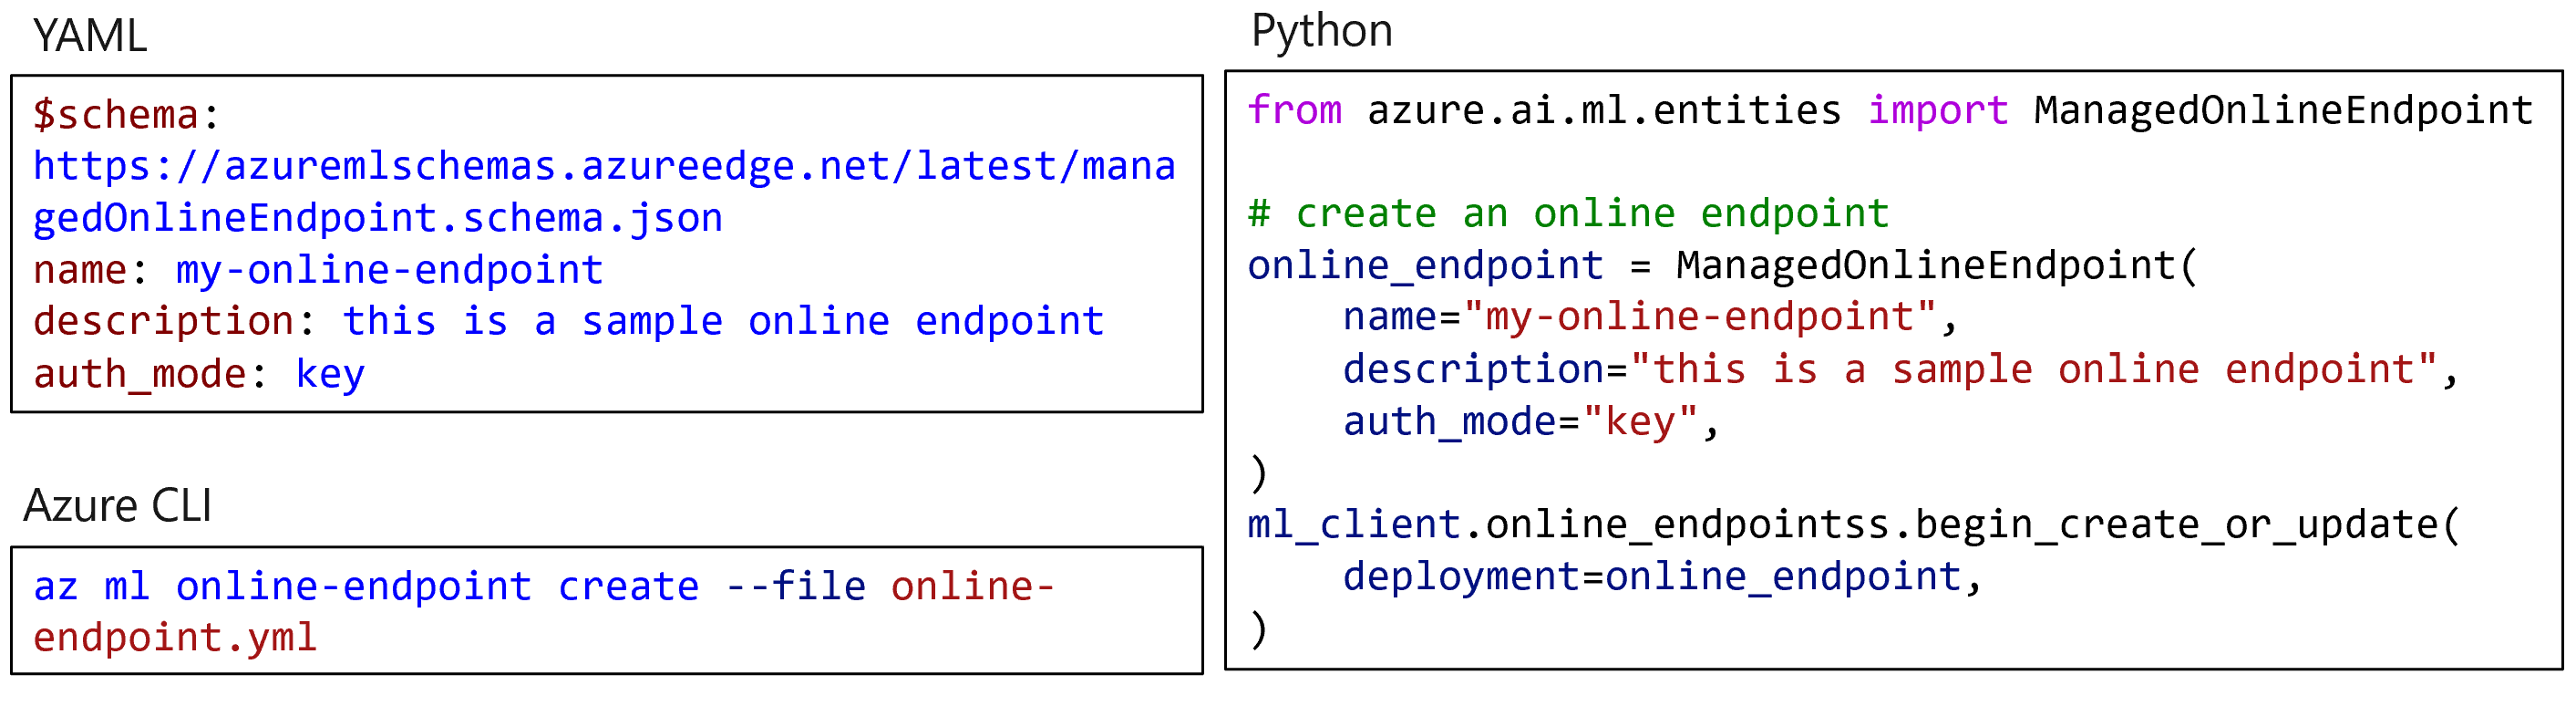 YAML
$schema:
https://azuremlschemas.azureedge.net/latest/mana
gedOnlineEndpoint.schema.json
name: my-online-endpoint
description: this is a sample online endpoint
auth_mode: key
Azure CLI
az ml online-endpoint create --file online-
endpoint.yml
Python
from azure.ai.ml.entities import ManagedOnlineEndpoint
# create an online endpoint
online_endpoint = ManagedOnlineEndpoint(
    name="my-online-endpoint",
    description="this is a sample online endpoint",
    auth_mode="key",
)
ml_client.online_endpointss.begin_create_or_update(
    deployment=online_endpoint,
)